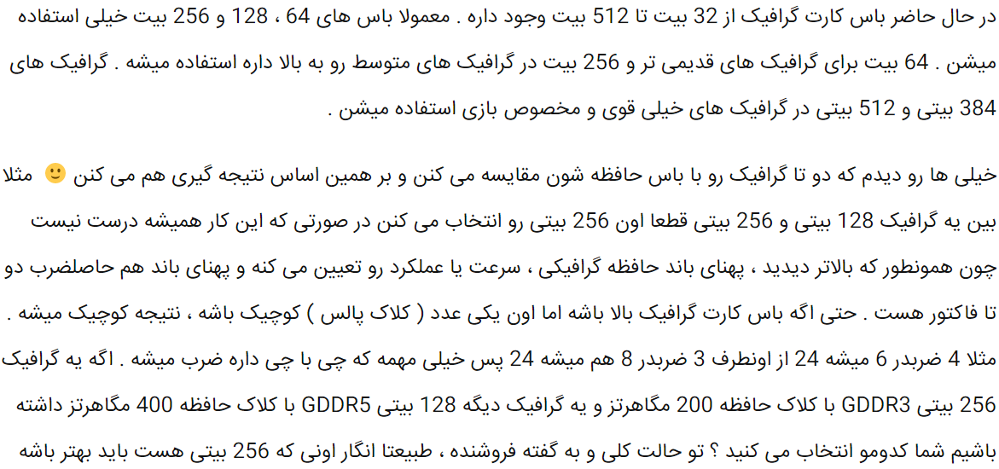 در حال حاضر باس کارت گرافیک از 32 بیت تا 512 بیت وجود داره . معمولا باس های 64 ، 128 و 256 بیت خیلی استفاده
میشن . 64 بیت برای گرافیک های قدیمی تر و 256 بیت در گرافیک های متوسط رو به بالا داره استفاده میشه . گرافیک های
384 بیتی و 512 بیتی در گرافیک های خیلی قوی و مخصوص بازی استفاده میشن .
خیلی ها رو دیدم که دو تا گرافیک رو با باس حافظه شون مقایسه می کنن و بر همین اساس نتیجه گیری هم می کنن 🙂 مثلا
بین یه گرافیک 128 بیتی و 256 بیتی قطعا اون 256 بیتی رو انتخاب می کنن در صورتی که این کار همیشه درست نیست
چون همونطور که بالاتر دیدید ، پهنای باند حافظه گرافیکی ، سرعت یا عملکرد رو تعیین می کنه و پهنای باند هم حاصلضرب دو
تا فاکتور هست . حتی اگه باس کارت گرافیک بالا باشه اما اون یکی عدد ( کلاک پالس ) کوچیک باشه ، نتیجه کوچیک میشه .
مثلا 4 ضربدر 6 میشه 24 از اونطرف 3 ضربدر 8 هم میشه 24 پس خیلی مهمه که چی با چی داره ضرب میشه . اگه یه گرافیک
256 بیتی GDDR3 با کلاک حافظه 200 مگاهرتز و یه گرافیک دیگه 128 بیتی GDDR5 با کلاک حافظه 400 مگاهرتز داشته
باشیم شما کدومو انتخاب می کنید ؟ تو حالت کلی و به گفته فروشنده ، طبیعتا انگار اونی که 256 بیتی هست باید بهتر باشه